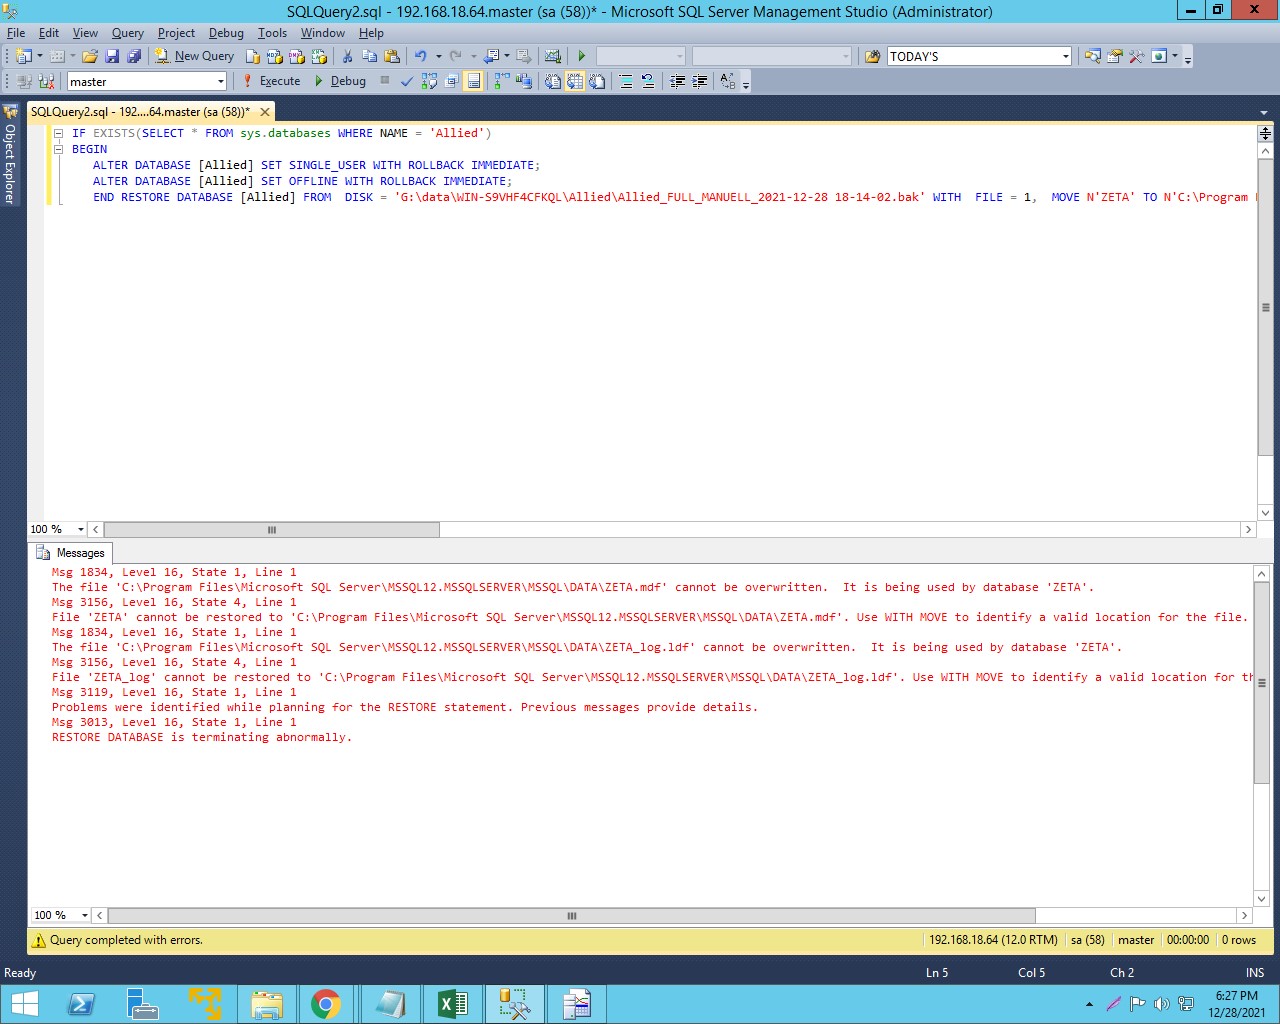 SQLQuery2.sql - 192.168.18.64.master (sa (58))* - Microsoft SQL Server Management Studio (Administrator)
File Edit View Query Project Debug Tools Window Help
New Query TODAY'S
master Execute Debug
SQLQuery2.sql - 192....64.master (sa (58))*
Object Explorer
IF EXISTS(SELECT * FROM sys.databases WHERE NAME = 'Allied')
BEGIN
ALTER DATABASE [Allied] SET SINGLE_USER WITH ROLLBACK IMMEDIATE;
ALTER DATABASE [Allied] SET OFFLINE WITH ROLLBACK IMMEDIATE;
END RESTORE DATABASE [Allied] FROM DISK = 'G:\data\WIN-S9VHF4CFKQL\Allied\Allied_FULL_MANUELL_2021-12-28 18-14-02.bak' WITH FILE = 1, MOVE N'ZETA' TO N'C:\Program
100 %
Messages
Msg 1834, Level 16, State 1, Line 1
The file 'C:\Program Files\Microsoft SQL Server\MSSQL12.MSSQLSERVER\MSSQL\DATA\ZETA.mdf' cannot be overwritten. It is being used by database 'ZETA'.
Msg 3156, Level 16, State 4, Line 1
File 'ZETA' cannot be restored to 'C:\Program Files\Microsoft SQL Server\MSSQL12.MSSQLSERVER\MSSQL\DATA\ZETA.mdf'. Use WITH MOVE to identify a valid location for the file.
Msg 1834, Level 16, State 1, Line 1
The file 'C:\Program Files\Microsoft SQL Server\MSSQL12.MSSQLSERVER\MSSQL\DATA\ZETA_log.ldf' cannot be overwritten. It is being used by database 'ZETA'.
Msg 3156, Level 16, State 4, Line 1
File 'ZETA_log' cannot be restored to 'C:\Program Files\Microsoft SQL Server\MSSQL12.MSSQLSERVER\MSSQL\DATA\ZETA_log.ldf'. Use WITH MOVE to identify a valid location for th
Msg 3119, Level 16, State 1, Line 1
Problems were identified while planning for the RESTORE statement. Previous messages provide details.
Msg 3013, Level 16, State 1, Line 1
RESTORE DATABASE is terminating abnormally.
100 %
Query completed with errors. 192.168.18.64 (12.0 RTM) sa (58) master 00:00:00 0 rows
Ready Ln 5 Col 5 Ch 2 INS
6:27 PM
12/28/2021